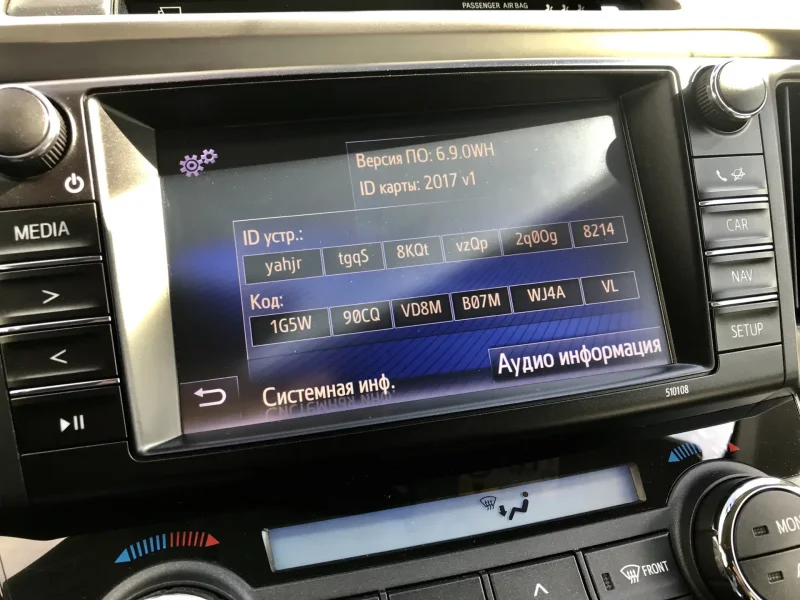 PASSENGER AIR BAG
Версия ПО: 6.9.0WH
ID карты: 2017 v1
ID устр.:
yahjr tgqS 8KQt vzQp 2q0Og 8214
Код:
1G5W 90CQ VD8M B07M WJ4A VL
Системная инф.
Аудио информация
MEDIA
CAR
NAV
SETUP
510108
FRONT